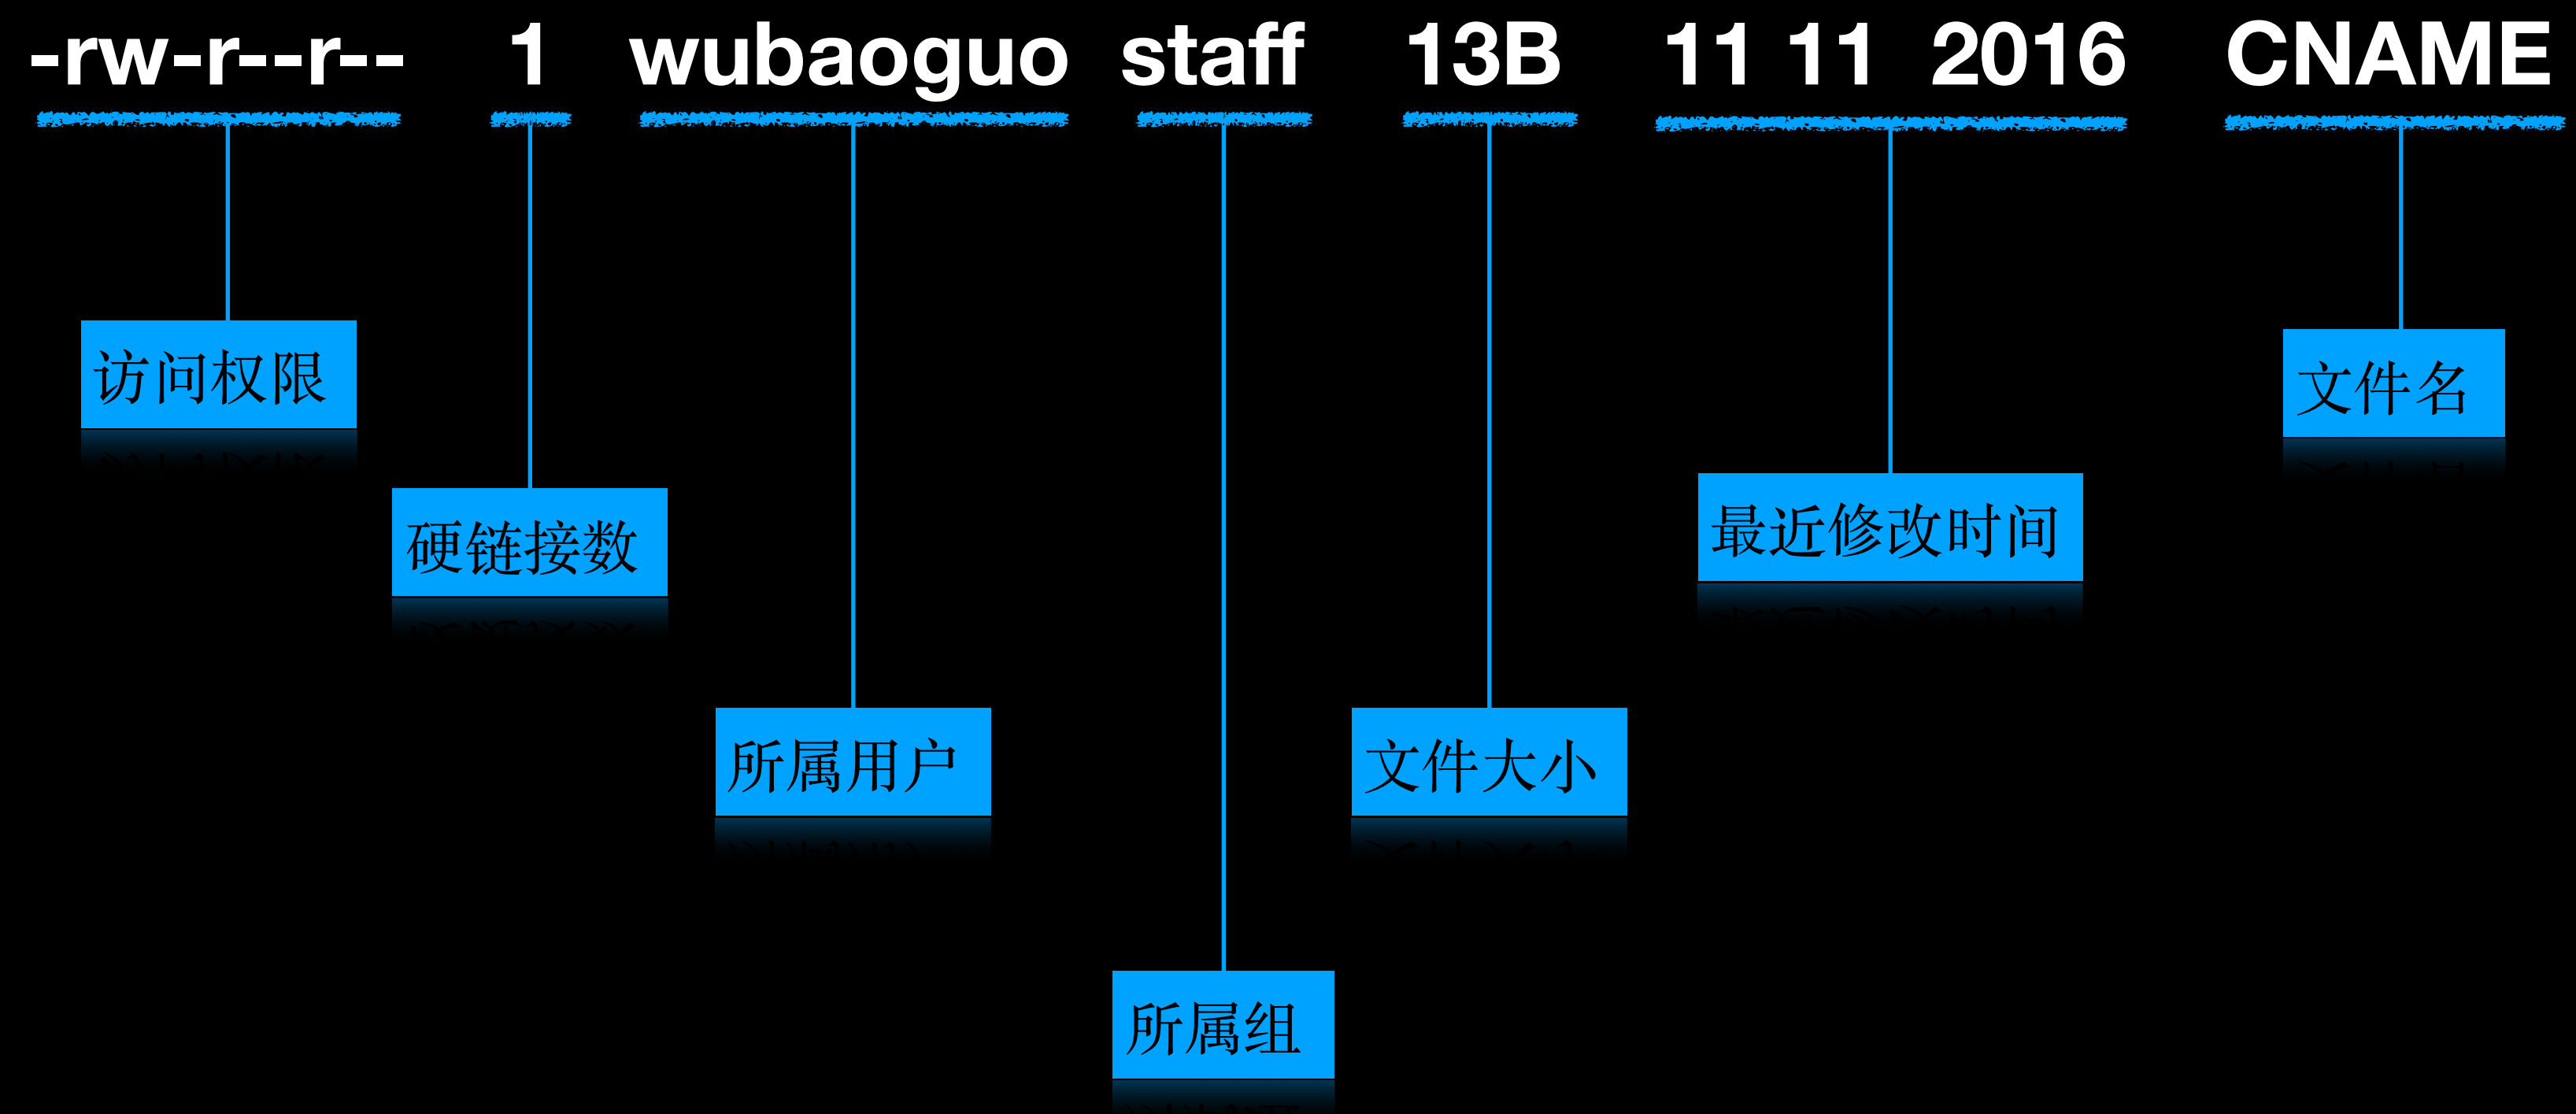 -rw-r--r-- 1 wubaoguo staff 13B 11 11 2016 CNAME
访问权限
文件名
最近修改时间
硬链接数
所属用户
文件大小
所属组